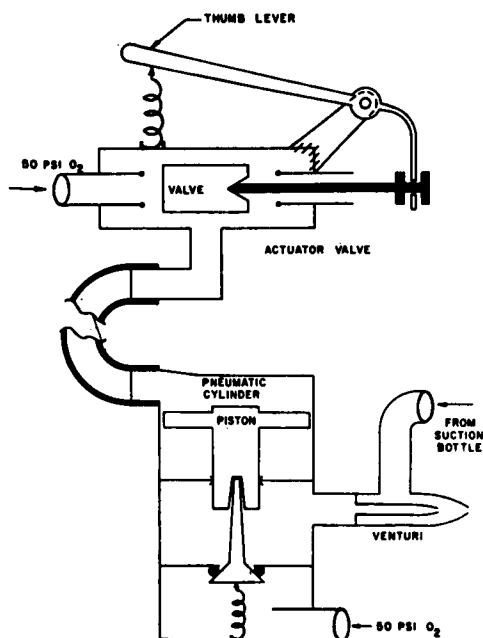 THUMB LEVER
50 PSI O2
VALVE
ACTUATOR VALVE
PNEUMATIC
CYLINDER
PISTON
FROM
SUCTION
BOTTLE
VENTURI
50 PSI O2